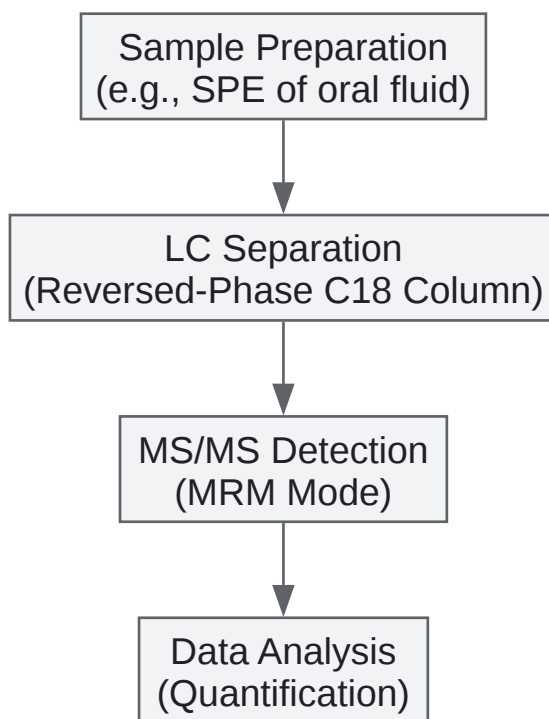 Sample Preparation
(e.g., SPE of oral fluid)
LC Separation
(Reversed-Phase C18 Column)
MS/MS Detection
(MRM Mode)
Data Analysis
(Quantification)